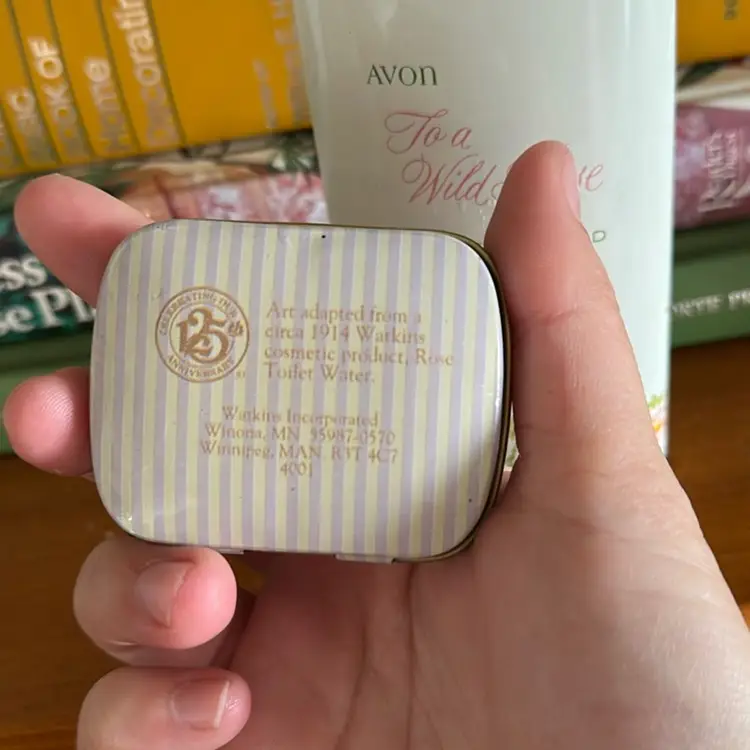 BOOK OF
Home
Decorating
AVON
To a
Wild
CELEBRATING OUR
125th
ANNIVERSARY
Art adapted from a
circa 1914 Watkins
cosmetic product, Rose
Toilet Water.
Watkins Incorporated
Winona, MN 55987-0570
Winnipeg, MAN. R3T 4C7
4001